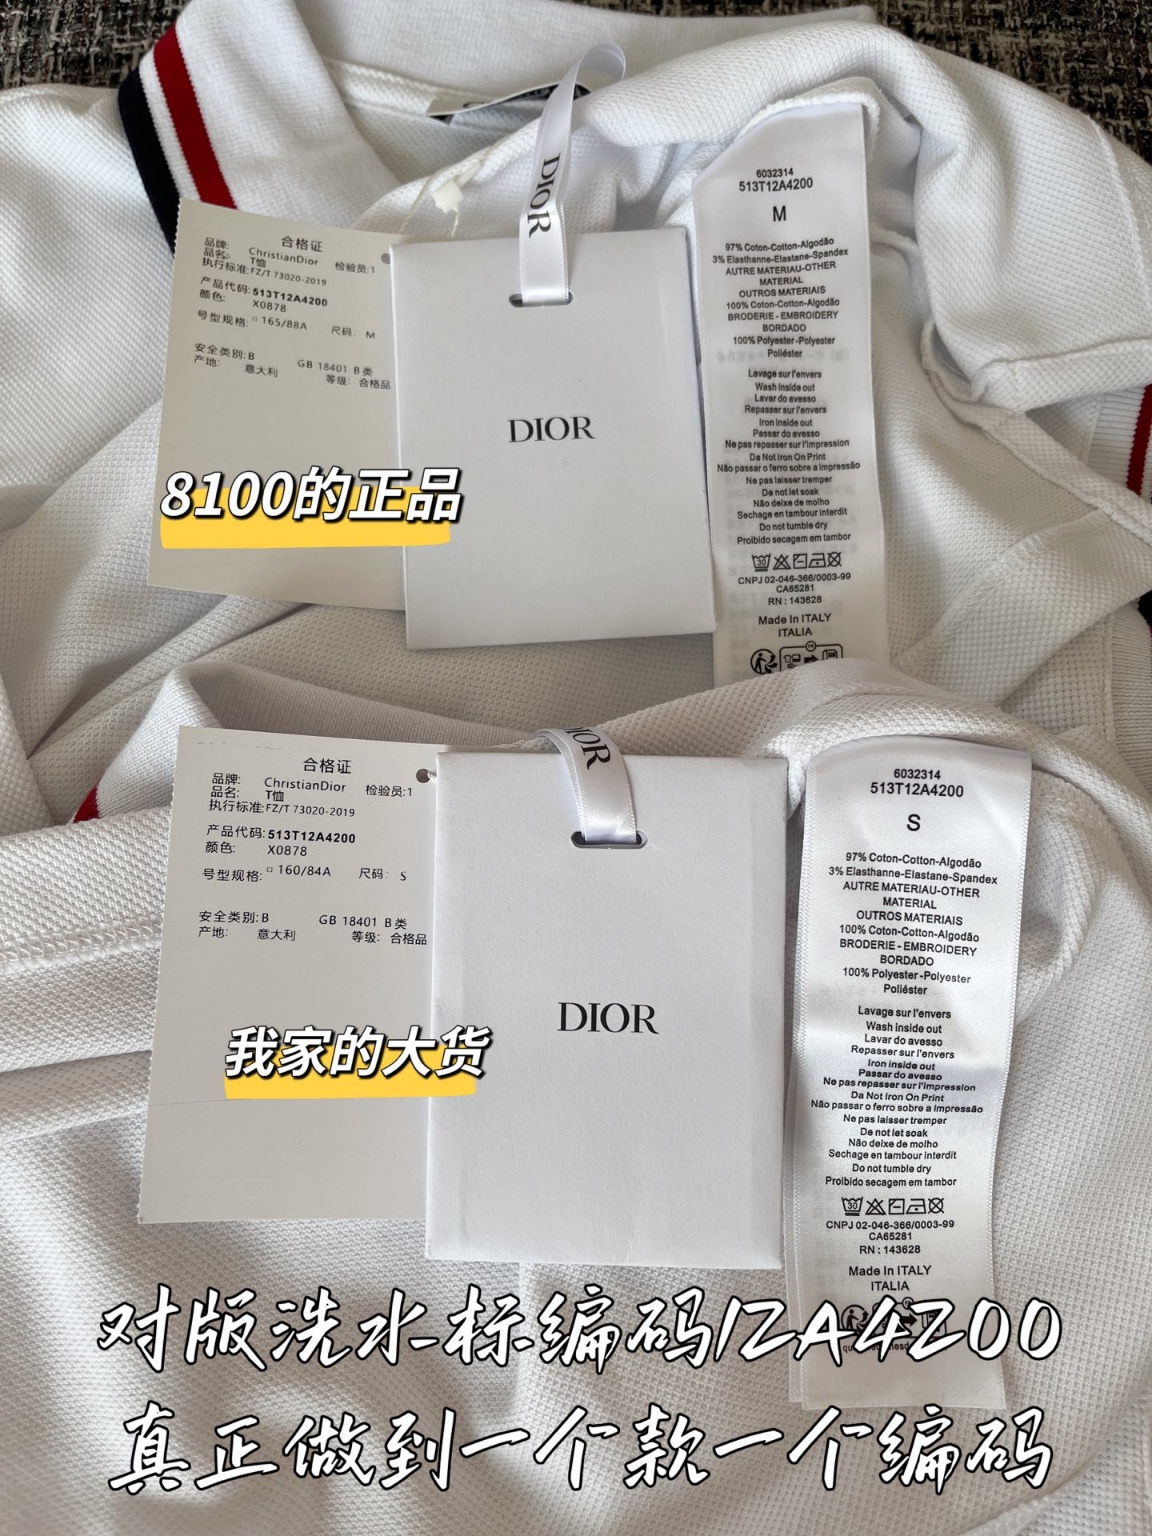 DIOR
6032314
513T12A4200
M
97% Coton-Cotton-Algodão
3% Elasthanne-Elastane-Spandex
AUTRE MATERIAU-OTHER
MATERIAL
OUTROS MATERIAIS
100% Coton-Cotton-Algodão
BRODERIE - EMBROIDERY
BORDADO
100% Polyester -Polyester
Poliéster
Lavage sur l'envers
Wash inside out
Lavar do avesso
Repasser sur l'envers
Iron inside out
Passar do avesso
Ne pas repasser sur l'impression
Da Not Iron On Print
Não passar o ferro sobre a impressão
Ne pas laisser tremper
De not let soak
Não deixe de molho
Sechage en tambour interdit
Do not tumble dry
Proibido secagem em tambor
30
CNPJ 02-046-366/0003-99
CA65281
RN : 143628
Made In ITALY
ITALIA
合格证
品牌: ChristianDior 检验员:1
品名: T恤
执行标准:FZ/T 73020-2019
产品代码:513T12A4200
颜色: X0878
号型规格: 165/88A 尺码: M
安全类别:B GB 18401 B 类
产地: 意大利 等级: 合格品
DIOR
8100的正品
DIOR
6032314
513T12A4200
S
97% Coton-Cotton-Algodão
3% Elasthanne-Elastane-Spandex
AUTRE MATERIAU-OTHER
MATERIAL
OUTROS MATERIAIS
100% Coton-Cotton-Algodão
BRODERIE - EMBROIDERY
BORDADO
100% Polyester -Polyester
Poliéster
Lavage sur l'envers
Wash inside out
Lavar do avesso
Repasser sur l'envers
Iron inside out
Passar do avesso
Ne pas repasser sur l'impression
Da Not Iron On Print
Não passar o ferro sobre a impressão
Ne pas laisser tremper
De not let soak
Não deixe de molho
Sechage en tambour interdit
Do not tumble dry
Proibido secagem em tambor
30
CNPJ 02-046-366/0003-99
CA65281
RN : 143628
Made In ITALY
ITALIA
合格证
品牌: ChristianDior 检验员:1
品名: T恤
执行标准:FZ/T 73020-2019
产品代码:513T12A4200
颜色: X0878
号型规格: 160/84A 尺码: S
安全类别:B GB 18401 B 类
产地: 意大利 等级: 合格品
DIOR
我家的大货
对版洗水标编码12A4200
真正做到一个款一个编码